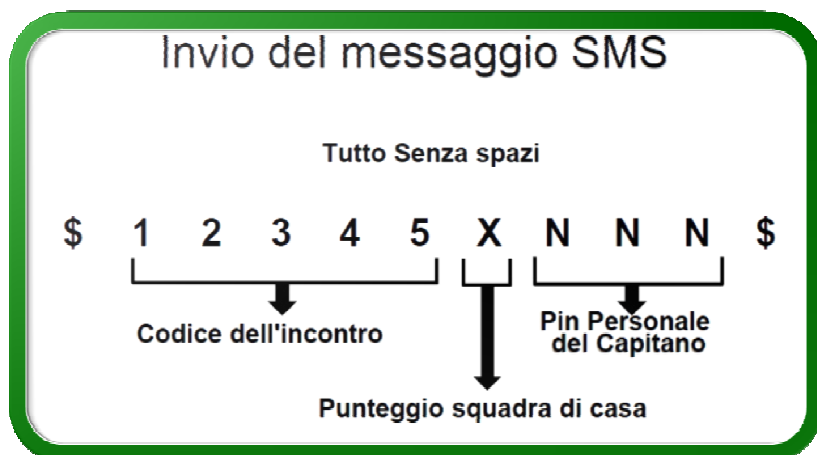 Invio del messaggio SMS
Tutto Senza spazi
$ 1 2 3 4 5 X N N N $
Codice dell'incontro
Pin Personale
del Capitano
Punteggio squadra di casa